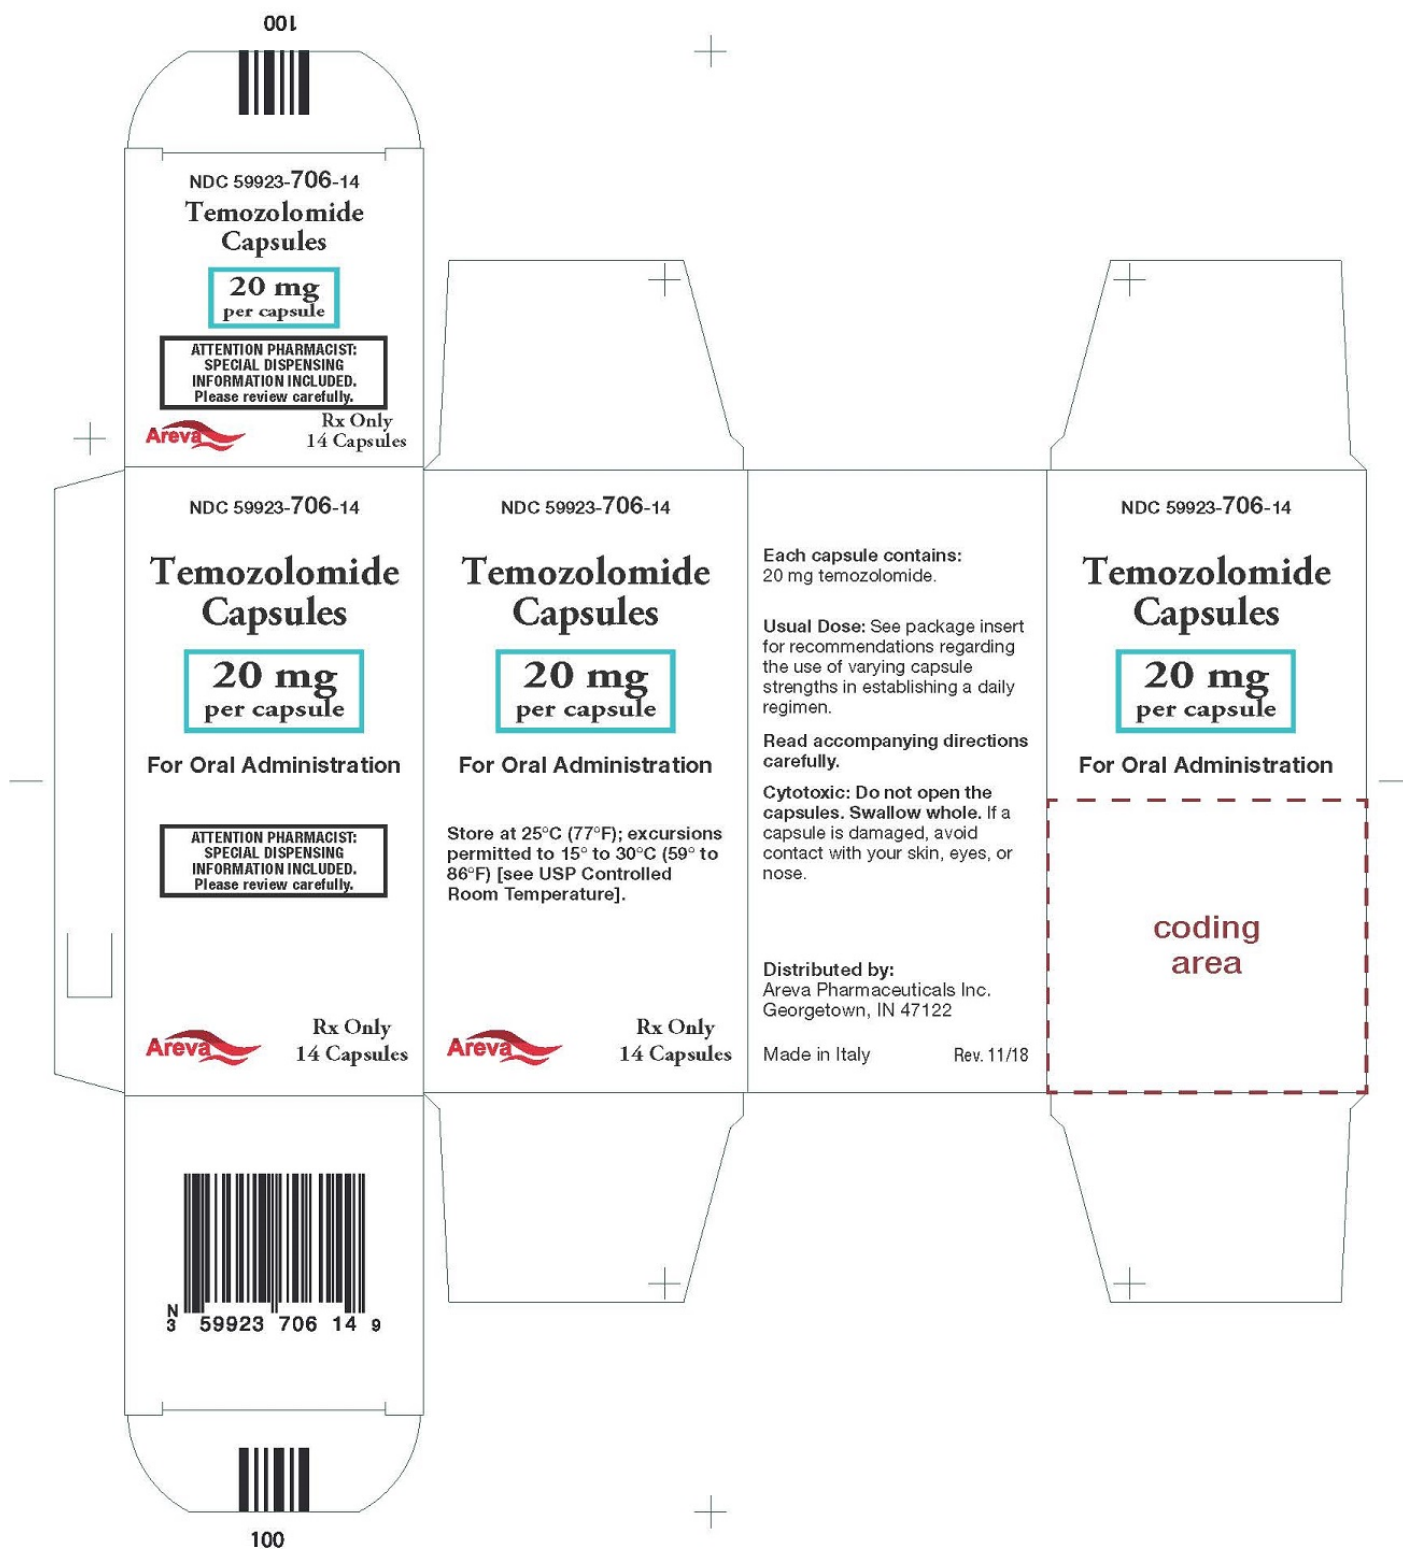 100
NDC 59923-706-14
Temozolomide
Capsules
20 mg
per capsule
ATTENTION PHARMACIST:
SPECIAL DISPENSING
INFORMATION INCLUDED.
Please review carefully.
Areva
Rx Only
14 Capsules
NDC 59923-706-14
Temozolomide
Capsules
20 mg
per capsule
For Oral Administration
ATTENTION PHARMACIST:
SPECIAL DISPENSING
INFORMATION INCLUDED.
Please review carefully.
Areva
Rx Only
14 Capsules
NDC 59923-706-14
Temozolomide
Capsules
20 mg
per capsule
For Oral Administration
Store at 25°C (77°F); excursions
permitted to 15° to 30°C (59° to
86°F) [see USP Controlled
Room Temperature].
Areva
Rx Only
14 Capsules
Each capsule contains:
20 mg temozolomide.
Usual Dose: See package insert
for recommendations regarding
the use of varying capsule
strengths in establishing a daily
regimen.
Read accompanying directions
carefully.
Cytotoxic: Do not open the
capsules. Swallow whole. If a
capsule is damaged, avoid
contact with your skin, eyes, or
nose.
Distributed by:
Areva Pharmaceuticals Inc.
Georgetown, IN 47122
Made in Italy Rev. 11/18
NDC 59923-706-14
Temozolomide
Capsules
20 mg
per capsule
For Oral Administration
coding
area
N
3 59923 706 14 9
100